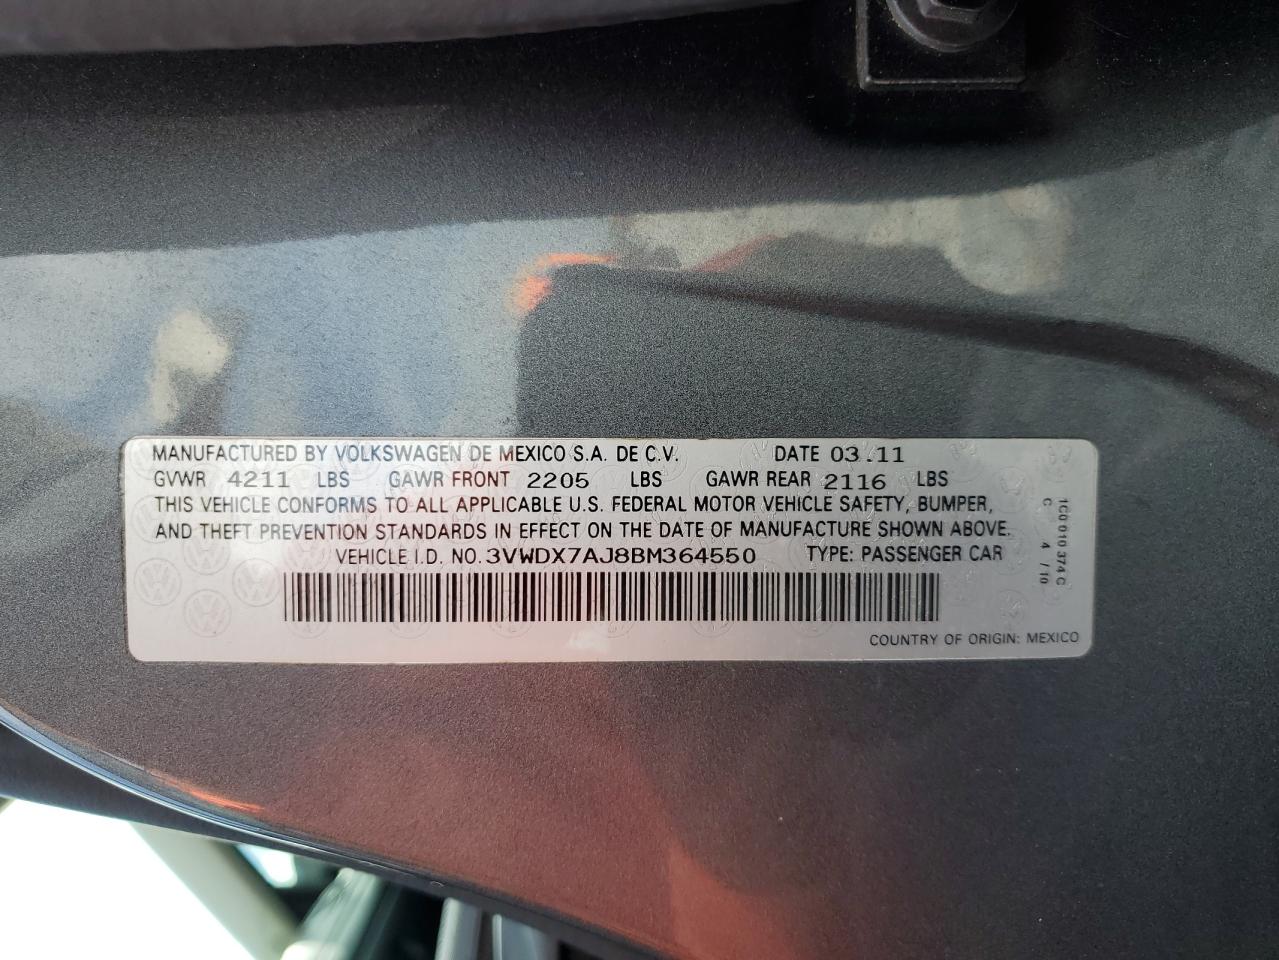 MANUFACTURED BY VOLKSWAGEN DE MEXICO S.A. DE C.V. DATE 03.11
GVWR 4211 LBS GAWR FRONT 2205 LBS GAWR REAR 2116 LBS
THIS VEHICLE CONFORMS TO ALL APPLICABLE U.S. FEDERAL MOTOR VEHICLE SAFETY, BUMPER,
AND THEFT PREVENTION STANDARDS IN EFFECT ON THE DATE OF MANUFACTURE SHOWN ABOVE.
VEHICLE I.D. NO. 3VWDX7AJ8BM364550 TYPE: PASSENGER CAR
COUNTRY OF ORIGIN: MEXICO
1C0 010 374 C
C 4 / 10